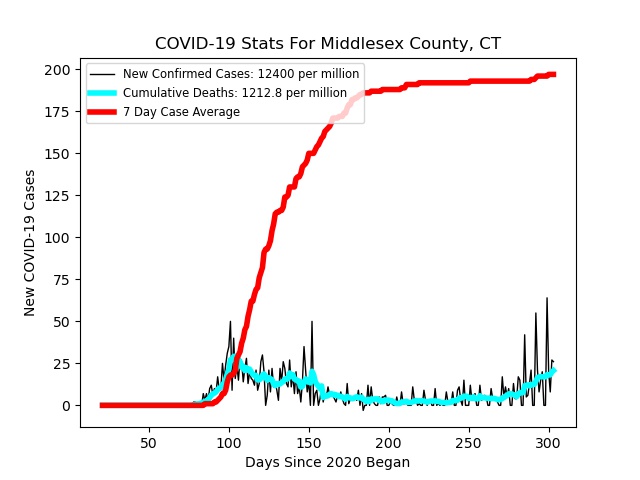 COVID-19 Stats For Middlesex County, CT
New Confirmed Cases: 12400 per million
Cumulative Deaths: 1212.8 per million
7 Day Case Average
New COVID-19 Cases
200
175
150
125
100
75
50
25
0
50 100 150 200 250 300
Days Since 2020 Began